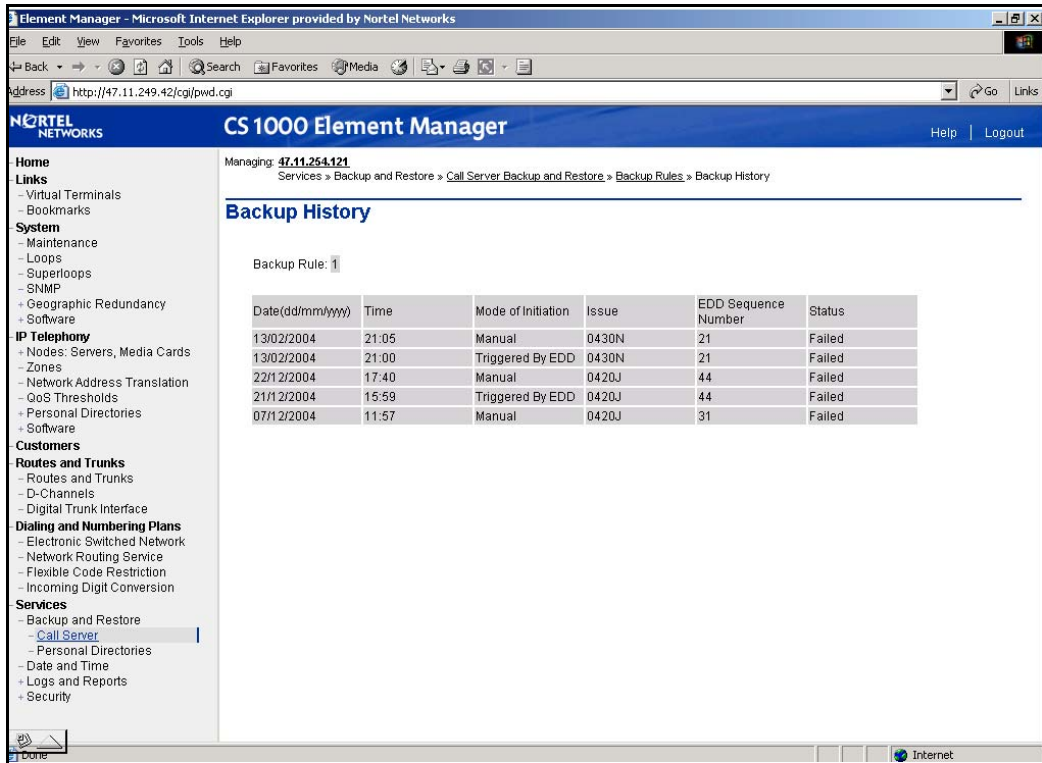 Element Manager - Microsoft Internet Explorer provided by Nortel Networks
File Edit View Favorites Tools Help
Back Search Favorites Media
Address http://47.11.249.42/cgi/pwd.cgi Go Links
NORTEL NETWORKS
CS 1000 Element Manager
Help | Logout
Managing: 47.11.254.121
Services » Backup and Restore » Call Server Backup and Restore » Backup Rules » Backup History
Backup History
Backup Rule: 1
Date(dd/mm/yyyy) Time Mode of Initiation Issue EDD Sequence Number Status
13/02/2004 21:05 Manual 0430N 21 Failed
13/02/2004 21:00 Triggered By EDD 0430N 21 Failed
22/12/2004 17:40 Manual 0420J 44 Failed
21/12/2004 15:59 Triggered By EDD 0420J 44 Failed
07/12/2004 11:57 Manual 0420J 31 Failed
- Home
- Links
- Virtual Terminals
- Bookmarks
- System
- Maintenance
- Loops
- Superloops
- SNMP
+ Geographic Redundancy
+ Software
- IP Telephony
+ Nodes: Servers, Media Cards
- Zones
- Network Address Translation
- QoS Thresholds
+ Personal Directories
+ Software
- Customers
- Routes and Trunks
- Routes and Trunks
- D-Channels
- Digital Trunk Interface
- Dialing and Numbering Plans
- Electronic Switched Network
- Network Routing Service
- Flexible Code Restriction
- Incoming Digit Conversion
- Services
- Backup and Restore
- Call Server
- Personal Directories
- Date and Time
+ Logs and Reports
+ Security
Done
Internet